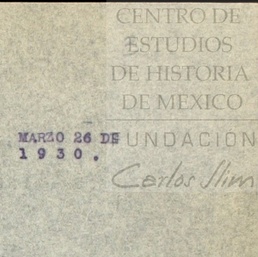 CENTRO DE
ESTUDIOS
DE HISTORIA
DE MEXICO
FUNDACION
Carlos Slim
MARZO 26 DE
1930.